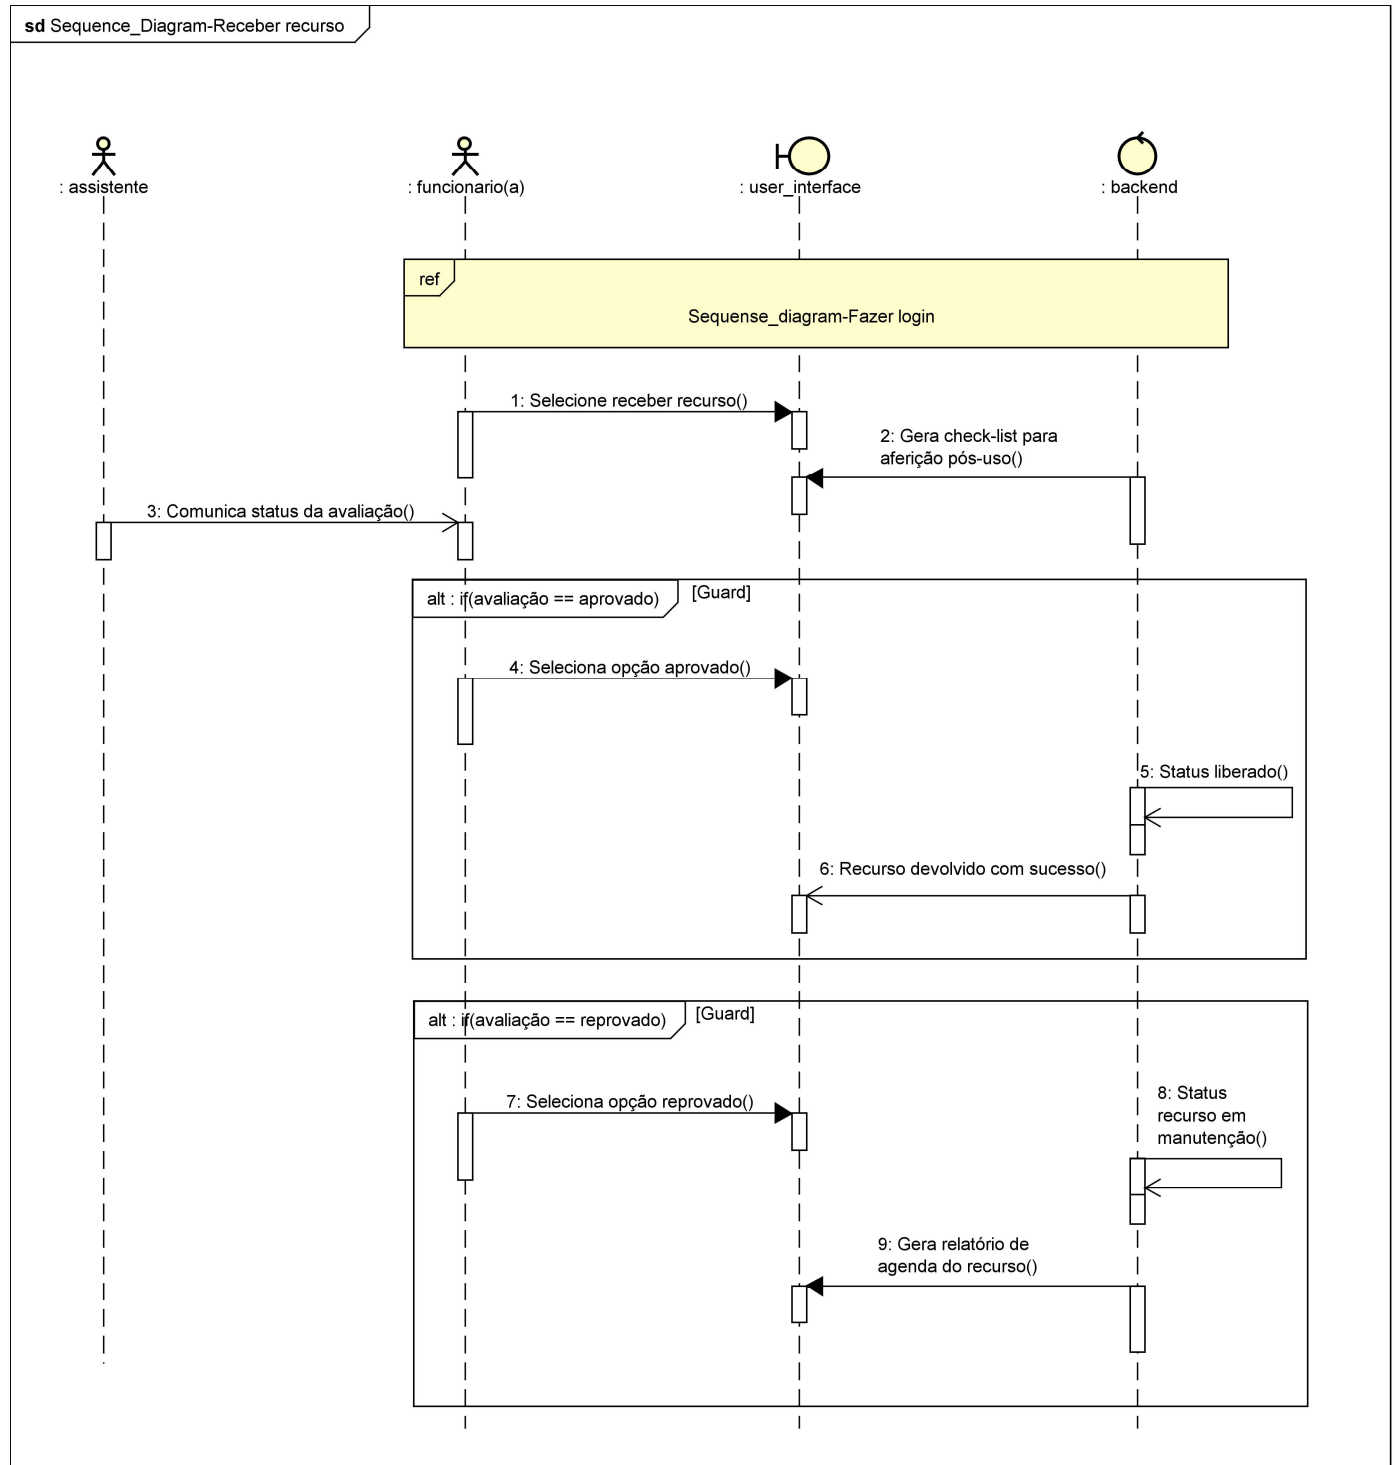 sd Sequence_Diagram-Receber recurso
: assistente
: funcionario(a)
: user_interface
: backend
ref
Sequense_diagram-Fazer login
1: Selecione receber recurso()
2: Gera check-list para
aferição pós-uso()
3: Comunica status da avaliação()
alt : if(avaliação == aprovado)
[Guard]
4: Seleciona opção aprovado()
5: Status liberado()
6: Recurso devolvido com sucesso()
alt : if(avaliação == reprovado)
[Guard]
7: Seleciona opção reprovado()
8: Status
recurso em
manutenção()
9: Gera relatório de
agenda do recurso()